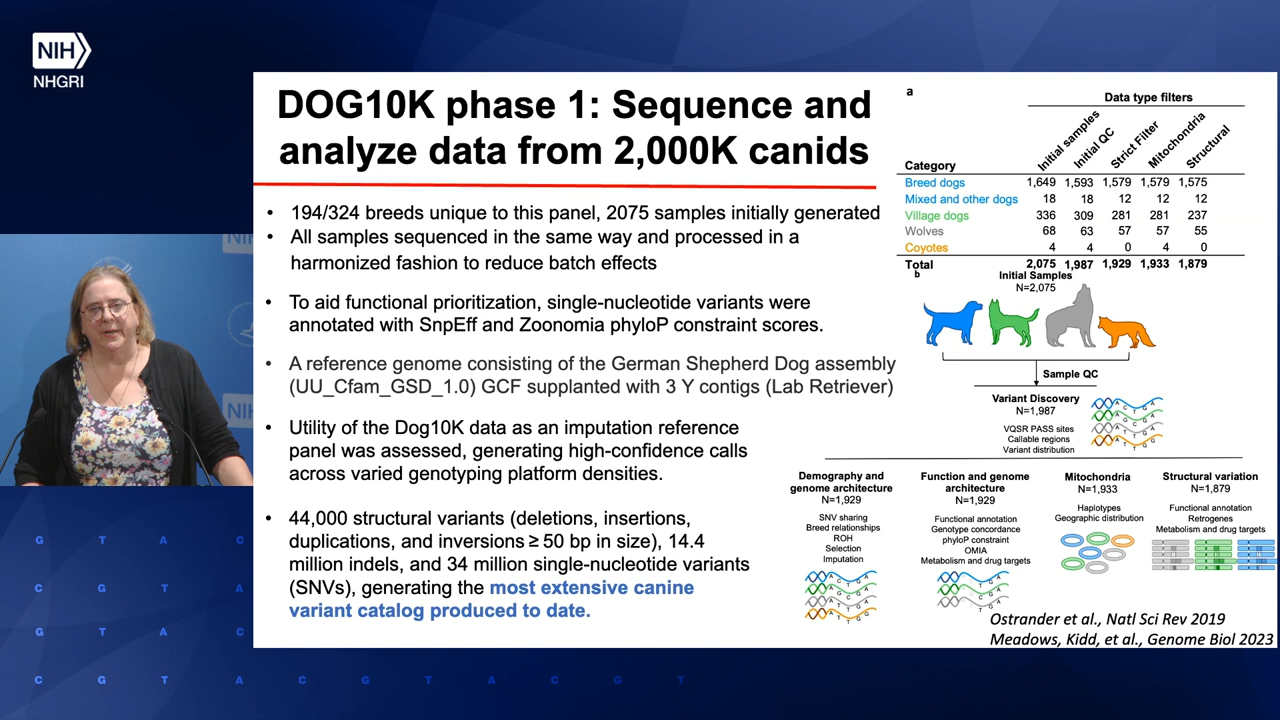 NIH
NHGRI
DOG10K phase 1: Sequence and
analyze data from 2,000K canids
• 194/324 breeds unique to this panel, 2075 samples initially generated
• All samples sequenced in the same way and processed in a
harmonized fashion to reduce batch effects
• To aid functional prioritization, single-nucleotide variants were
annotated with SnpEff and Zoonomia phyloP constraint scores.
• A reference genome consisting of the German Shepherd Dog assembly
(UU_Cfam_GSD_1.0) GCF supplanted with 3 Y contigs (Lab Retriever)
• Utility of the Dog10K data as an imputation reference
panel was assessed, generating high-confidence calls
across varied genotyping platform densities.
• 44,000 structural variants (deletions, insertions,
duplications, and inversions ≥ 50 bp in size), 14.4
million indels, and 34 million single-nucleotide variants
(SNVs), generating the most extensive canine
variant catalog produced to date.
a
Data type filters
Category Initial samples Initial QC Strict Filter Mitochondria Structural
Breed dogs 1,649 1,593 1,579 1,579 1,575
Mixed and other dogs 18 18 12 12 12
Village dogs 336 309 281 281 237
Wolves 68 63 57 57 55
Coyotes 4 4 0 4 0
Total 2,075 1,987 1,929 1,933 1,879
b
Initial Samples
N=2,075
Sample QC
Variant Discovery
N=1,987
VQSR PASS sites
Callable regions
Variant distribution
Demography and
genome architecture
N=1,929
SNV sharing
Breed relationships
ROH
Selection
Imputation
Function and genome
architecture
N=1,929
Functional annotation
Genotype concordance
phyloP constraint
OMIA
Metabolism and drug targets
Mitochondria
N=1,933
Haplotypes
Geographic distribution
Structural variation
N=1,879
Functional annotation
Retrogenes
Metabolism and drug targets
Ostrander et al., Natl Sci Rev 2019
Meadows, Kidd, et al., Genome Biol 2023
G T A C
C G T A
G T A C
C G T A C G T A C G T